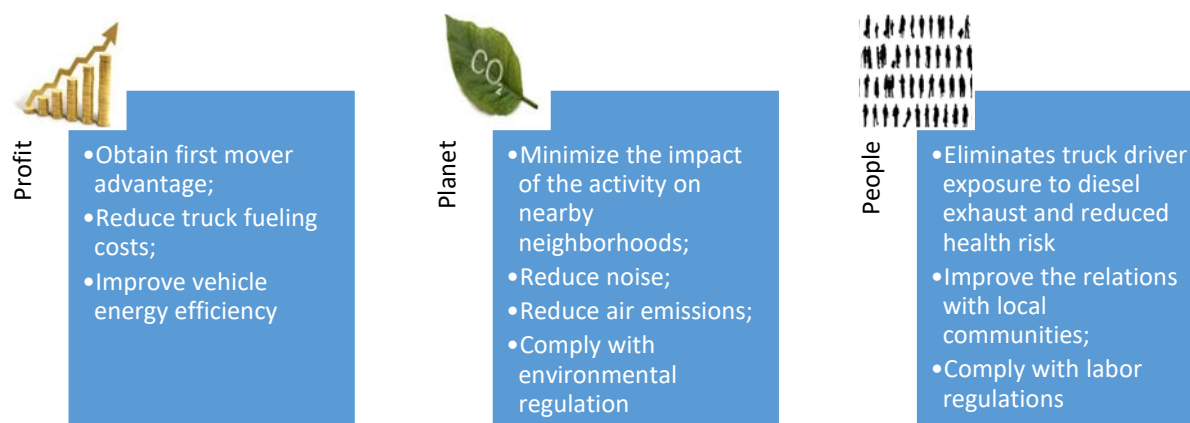 Profit
•Obtain first mover
advantage;
•Reduce truck fueling
costs;
•Improve vehicle
energy efficiency
CO2
Planet
•Minimize the impact
of the activity on
nearby
neighborhoods;
•Reduce noise;
•Reduce air emissions;
•Comply with
environmental
regulation
People
•Eliminates truck driver
exposure to diesel
exhaust and reduced
health risk
•Improve the relations
with local
communities;
•Comply with labor
regulations